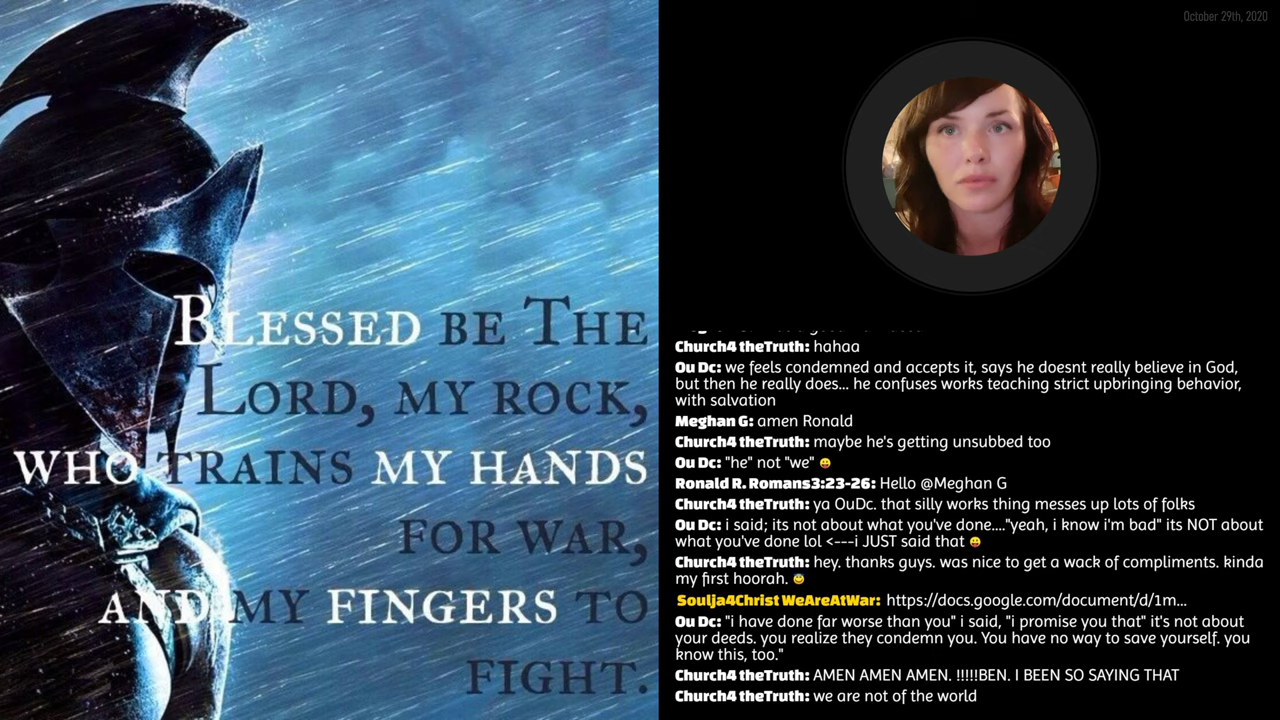 BLESSED BE THE
LORD, MY ROCK,
WHO TRAINS MY HANDS
FOR WAR,
AND MY FINGERS TO
FIGHT.
October 29th, 2020
Church4 theTruth: hahaa
Ou Dc: we feels condemned and accepts it, says he doesnt really believe in God,
but then he really does... he confuses works teaching strict upbringing behavior,
with salvation
Meghan G: amen Ronald
Church4 theTruth: maybe he's getting unsubbed too
Ou Dc: "he" not "we" 😛
Ronald R. Romans3:23-26: Hello @Meghan G
Church4 theTruth: ya OuDc. that silly works thing messes up lots of folks
Ou Dc: i said; its not about what you've done...."yeah, i know i'm bad" its NOT about
what you've done lol <---i JUST said that 😛
Church4 theTruth: hey. thanks guys. was nice to get a wack of compliments. kinda
my first hoorah. 😇
Soulja4Christ WeAreAtWar: https://docs.google.com/document/d/1m...
Ou Dc: "i have done far worse than you" i said, "i promise you that" it's not about
your deeds. you realize they condemn you. You have no way to save yourself. you
know this, too."
Church4 theTruth: AMEN AMEN AMEN. !!!!!BEN. I BEEN SO SAYING THAT
Church4 theTruth: we are not of the world